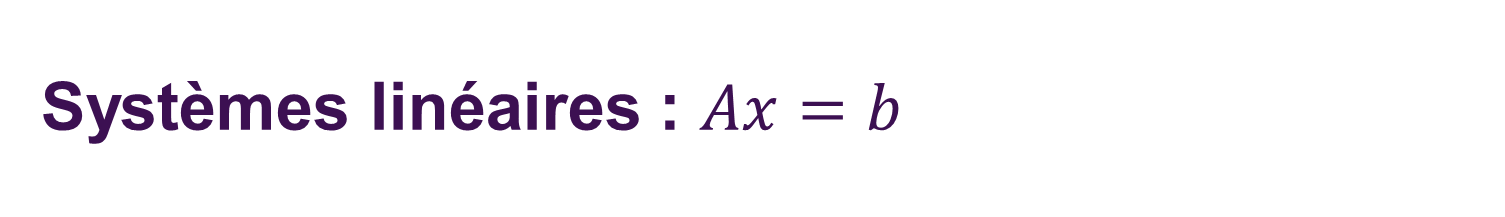 Systèmes linéaires : Ax = b